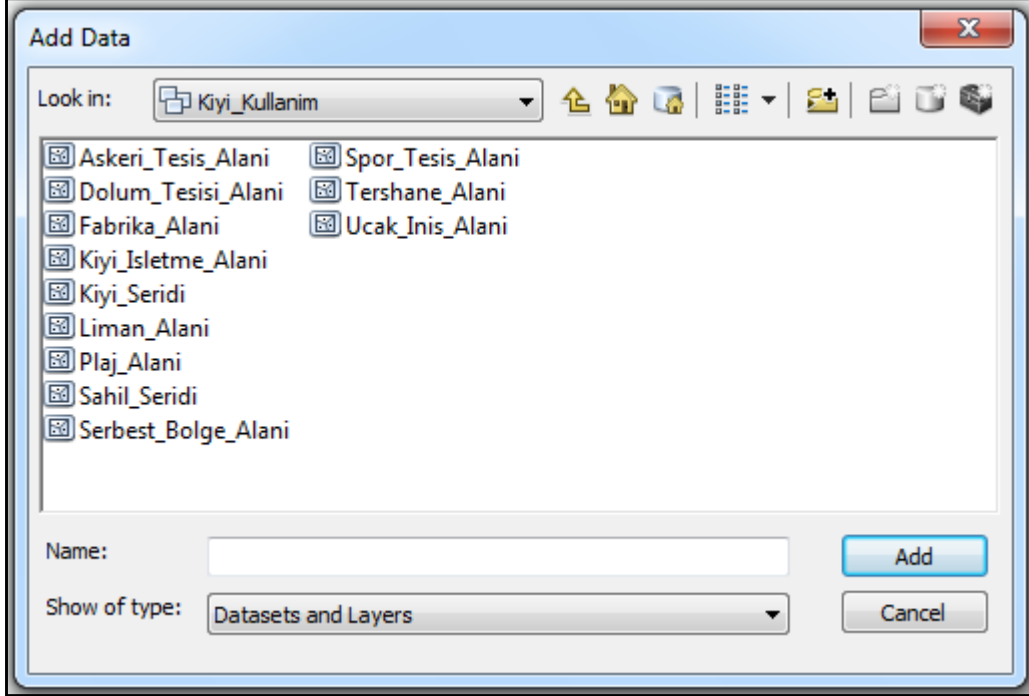 Add Data
Look in:
Kiyi_Kullanim
Askeri_Tesis_Alani
Dolum_Tesisi_Alani
Fabrika_Alani
Kiyi_Isletme_Alani
Kiyi_Seridi
Liman_Alani
Plaj_Alani
Sahil_Seridi
Serbest_Bolge_Alani
Spor_Tesis_Alani
Tershane_Alani
Ucak_Inis_Alani
Name:
Add
Show of type:
Datasets and Layers
Cancel